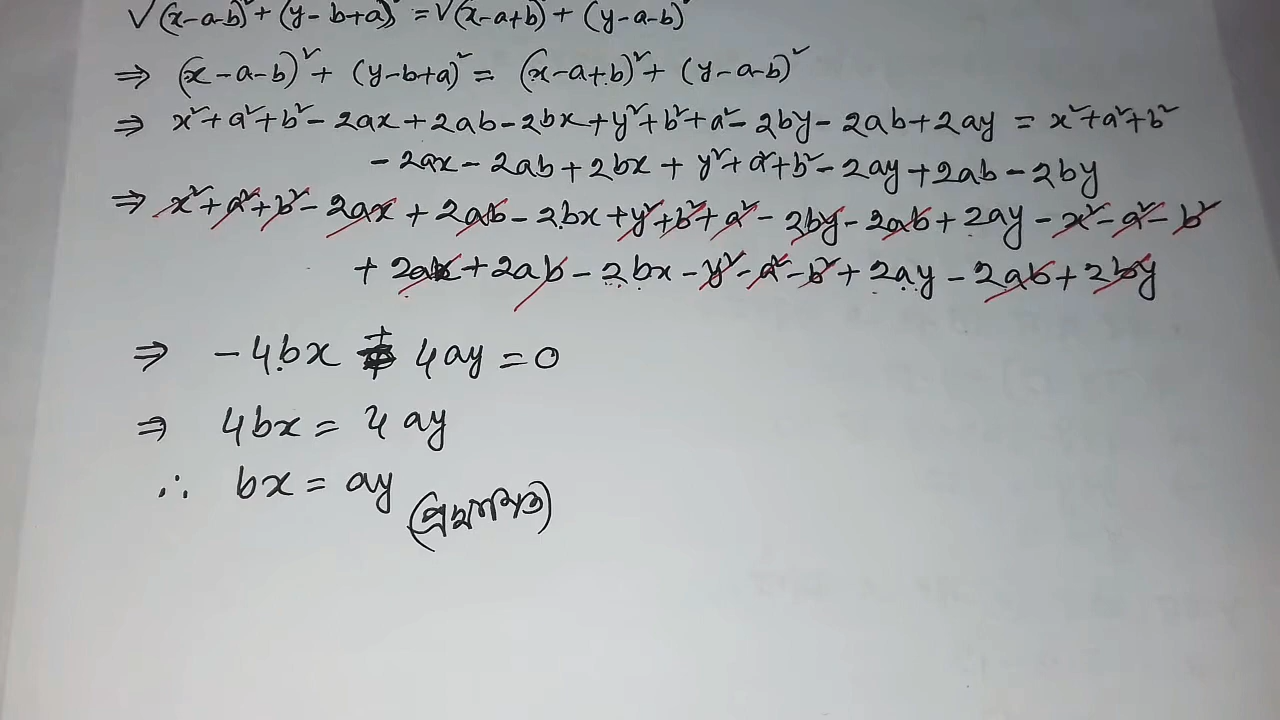 √(x-a-b)² + (y-b+a)² = √(x-a+b)² + (y-a-b)²
⇒ (x-a-b)² + (y-b+a)² = (x-a+b)² + (y-a-b)²
⇒ x²+a²+b²-2ax+2ab-2bx+y²+b²+a²-2by-2ab+2ay = x²+a²+b²
-2ax-2ab+2bx+y²+a²+b²-2ay+2ab-2by
⇒ x²+a²+b²-2ax+2ab-2bx+y²+b²+a²-2by-2ab+2ay-x²-a²-b²
+2ax+2ab-2bx-y²-a²-b²+2ay-2ab+2by
⇒ -4bx + 4ay = 0
⇒ 4bx = 4ay
∴ bx = ay
(প্রমাণিত)